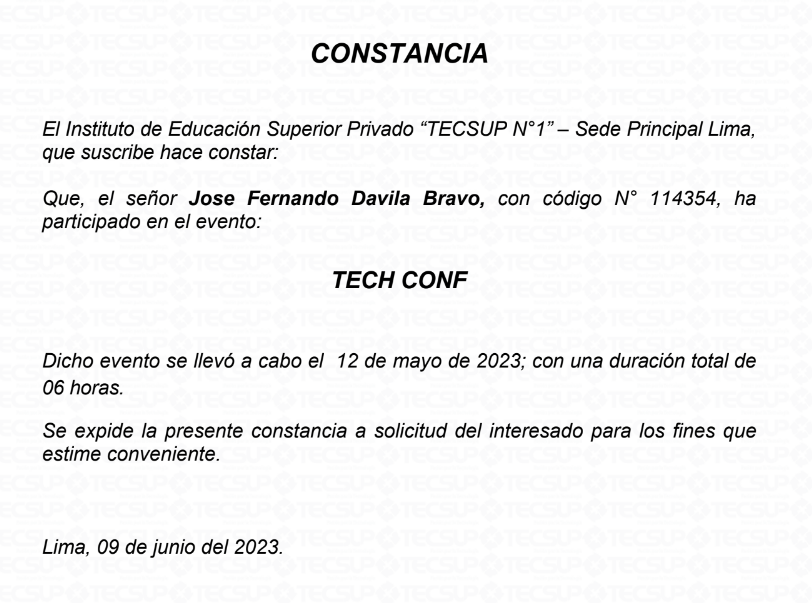 CONSTANCIA
El Instituto de Educación Superior Privado “TECSUP N°1” – Sede Principal Lima,
que suscribe hace constar:
Que, el señor Jose Fernando Davila Bravo, con código N° 114354, ha
participado en el evento:
TECH CONF
Dicho evento se llevó a cabo el  12 de mayo de 2023; con una duración total de
06 horas.
Se expide la presente constancia a solicitud del interesado para los fines que
estime conveniente.
Lima, 09 de junio del 2023.